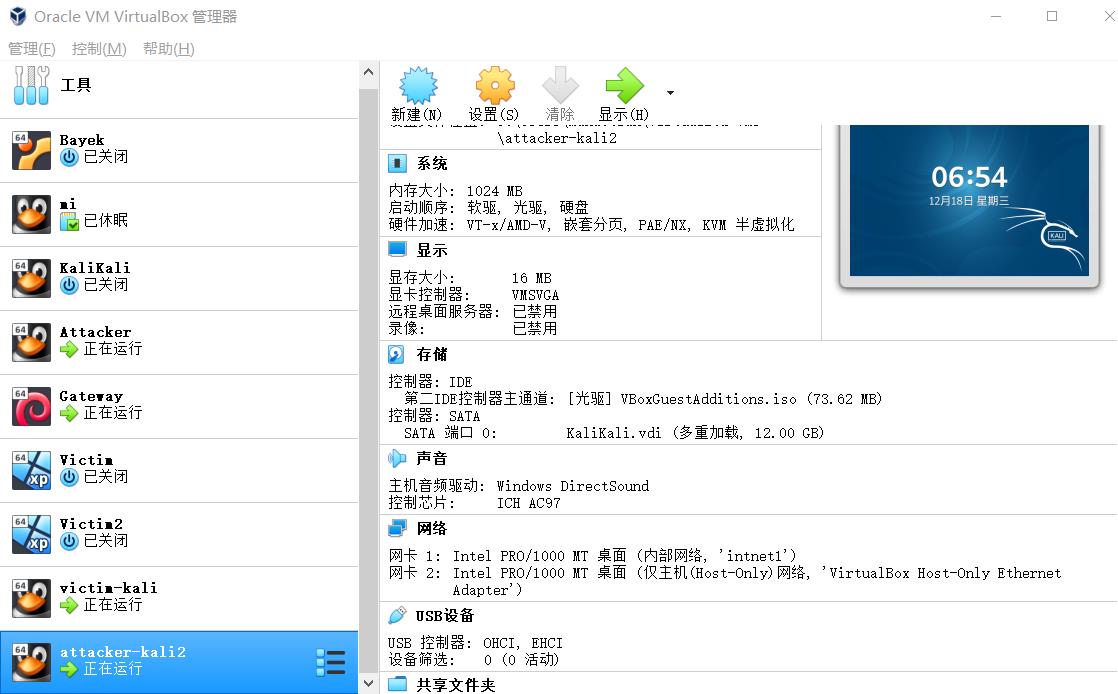 Oracle VM VirtualBox 管理器
管理(F) 控制(M) 帮助(H)
工具
64
Bayek
已关闭
mi
已休眠
64
KaliKali
已关闭
64
Attacker
正在运行
64
Gateway
正在运行
64
Victim
xp
已关闭
64
Victim2
xp
已关闭
64
victim-kali
正在运行
64
attacker-kali2
正在运行
新建(N) 设置(S) 清除 显示(H)
\attacker-kali2
系统
内存大小: 1024 MB
启动顺序: 软驱, 光驱, 硬盘
硬件加速: VT-x/AMD-V, 嵌套分页, PAE/NX, KVM 半虚拟化
06:54
12月18日 星期三
KALI
显示
显存大小: 16 MB
显卡控制器: VMSVGA
远程桌面服务器: 已禁用
录像: 已禁用
存储
控制器: IDE
第二IDE控制器主通道: [光驱] VBoxGuestAdditions.iso (73.62 MB)
控制器: SATA
SATA 端口 0: KaliKali.vdi (多重加载, 12.00 GB)
声音
主机音频驱动: Windows DirectSound
控制芯片: ICH AC97
网络
网卡 1: Intel PRO/1000 MT 桌面 (内部网络, 'intnet1')
网卡 2: Intel PRO/1000 MT 桌面 (仅主机(Host-Only)网络, 'VirtualBox Host-Only Ethernet
Adapter')
USB设备
USB 控制器: OHCI, EHCI
设备筛选: 0 (0 活动)
共享文件夹